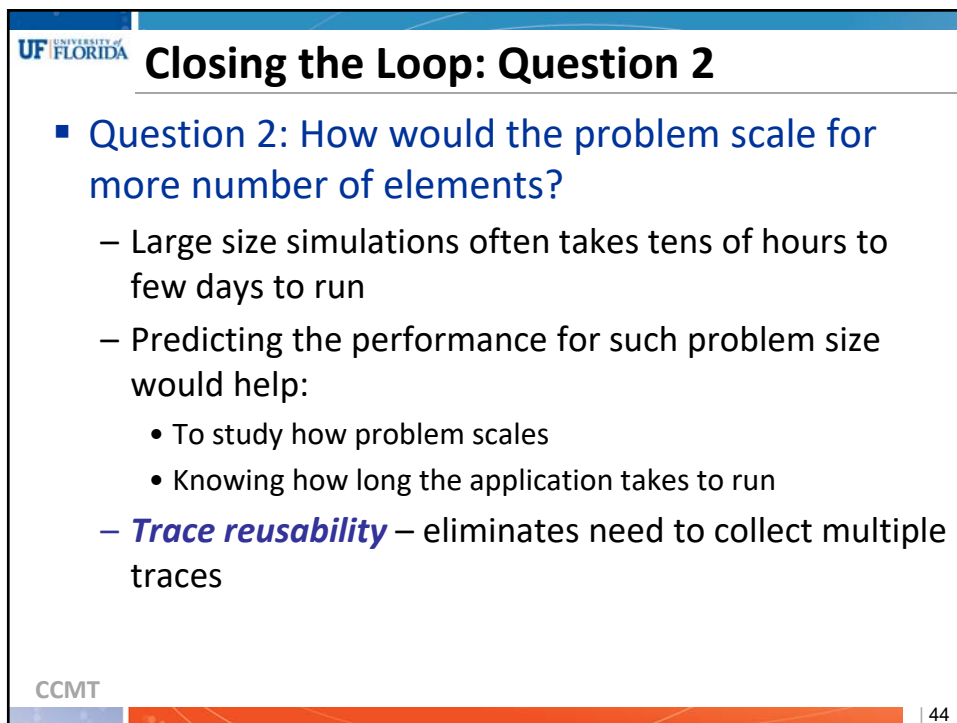 UF UNIVERSITY of
FLORIDA
Closing the Loop: Question 2
▪ Question 2: How would the problem scale for
more number of elements?
– Large size simulations often takes tens of hours to
few days to run
– Predicting the performance for such problem size
would help:
• To study how problem scales
• Knowing how long the application takes to run
– Trace reusability – eliminates need to collect multiple
traces
CCMT
| 44